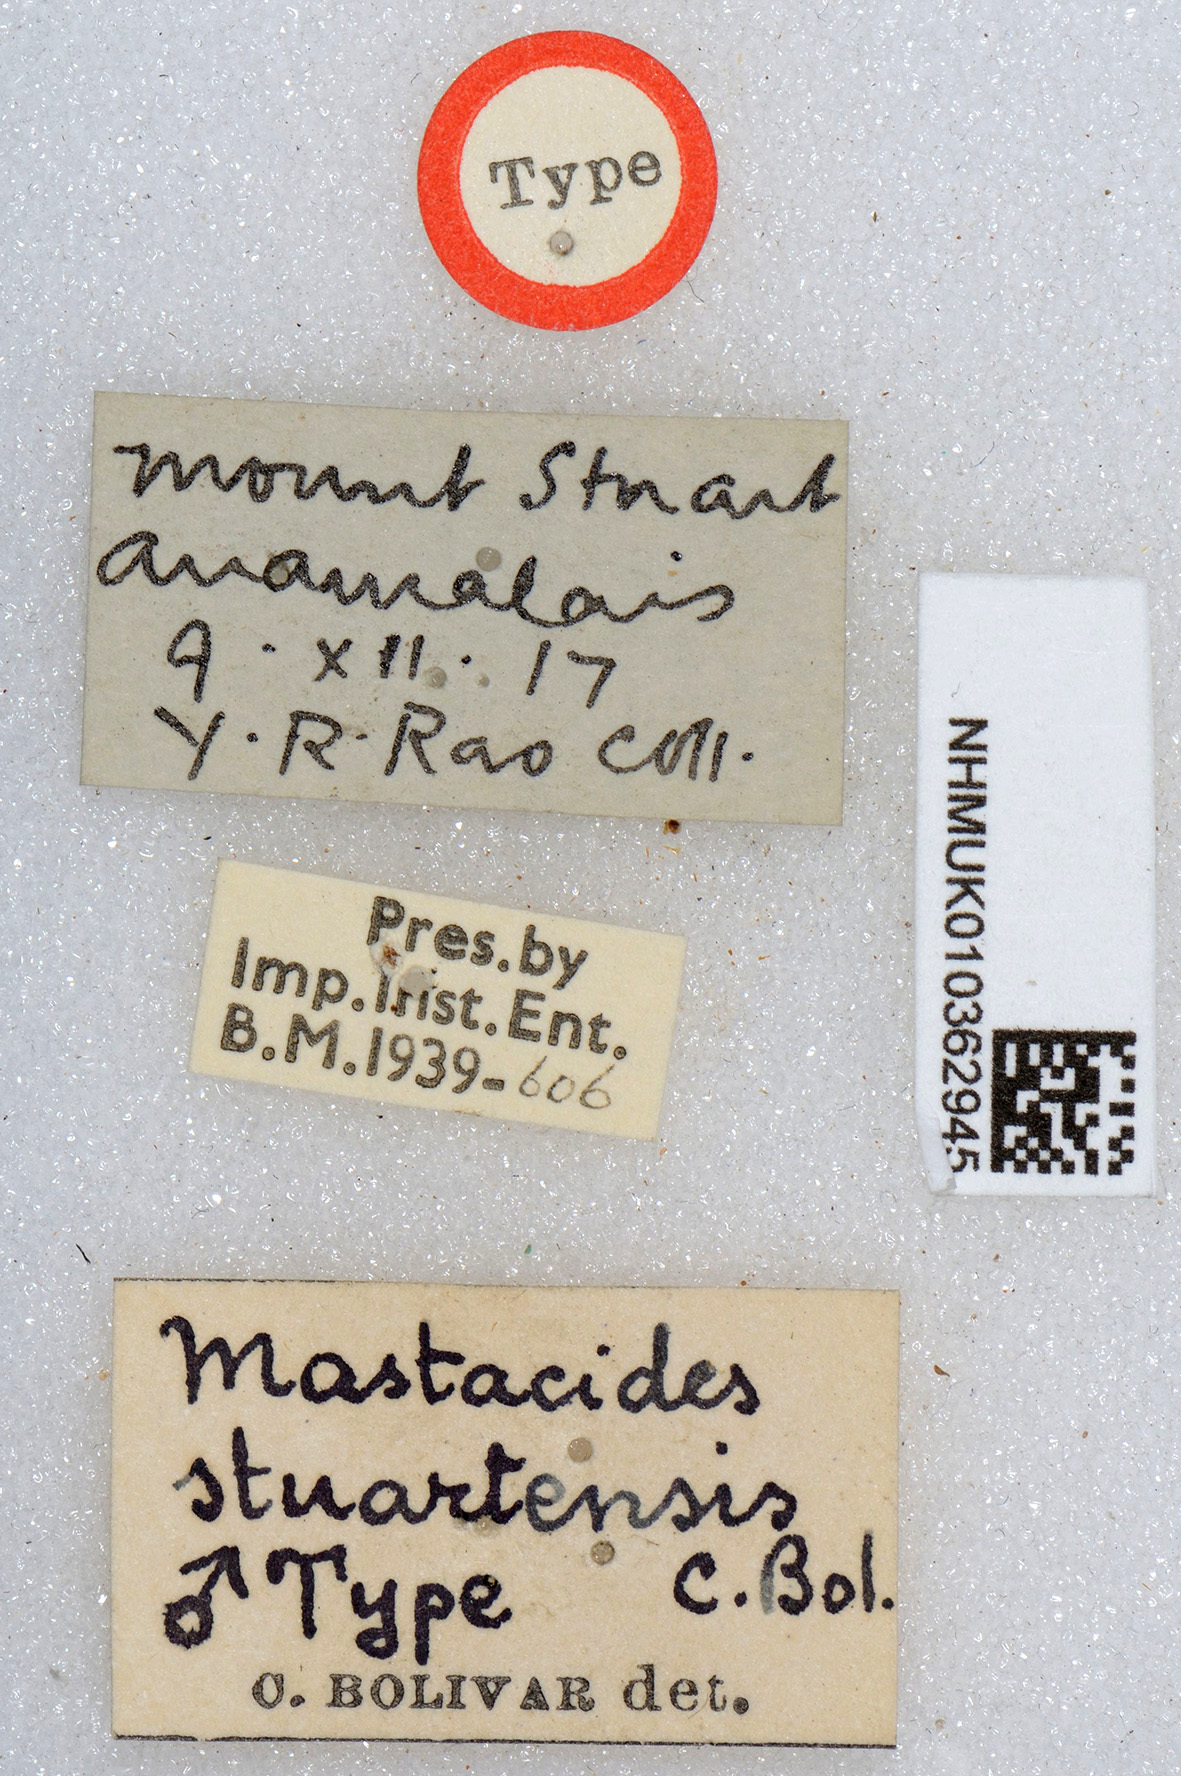 Type
Mount Stuart
Anamalais
9 . XII . 17
Y. R. Rao coll.
Pres. by
Imp. Inst. Ent.
B.M. 1939-606
NHMUK010362945
Mastacides
stuartensis
♂ Type C. Bol.
C. BOLIVAR det.